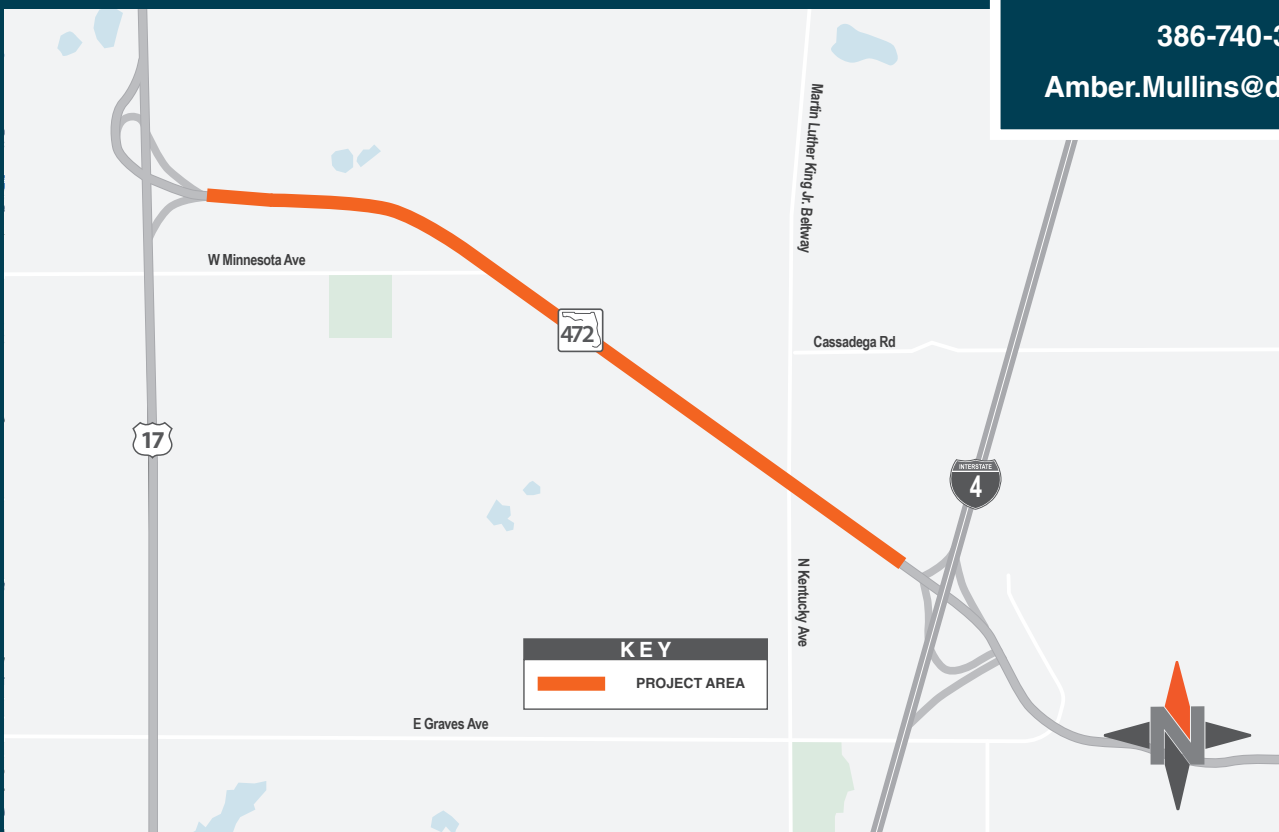 386-740-3
Amber.Mullins@d
Martin Luther King Jr. Beltway
W Minnesota Ave
472
Cassadega Rd
17
INTERSTATE
4
N Kentucky Ave
KEY
PROJECT AREA
E Graves Ave
N